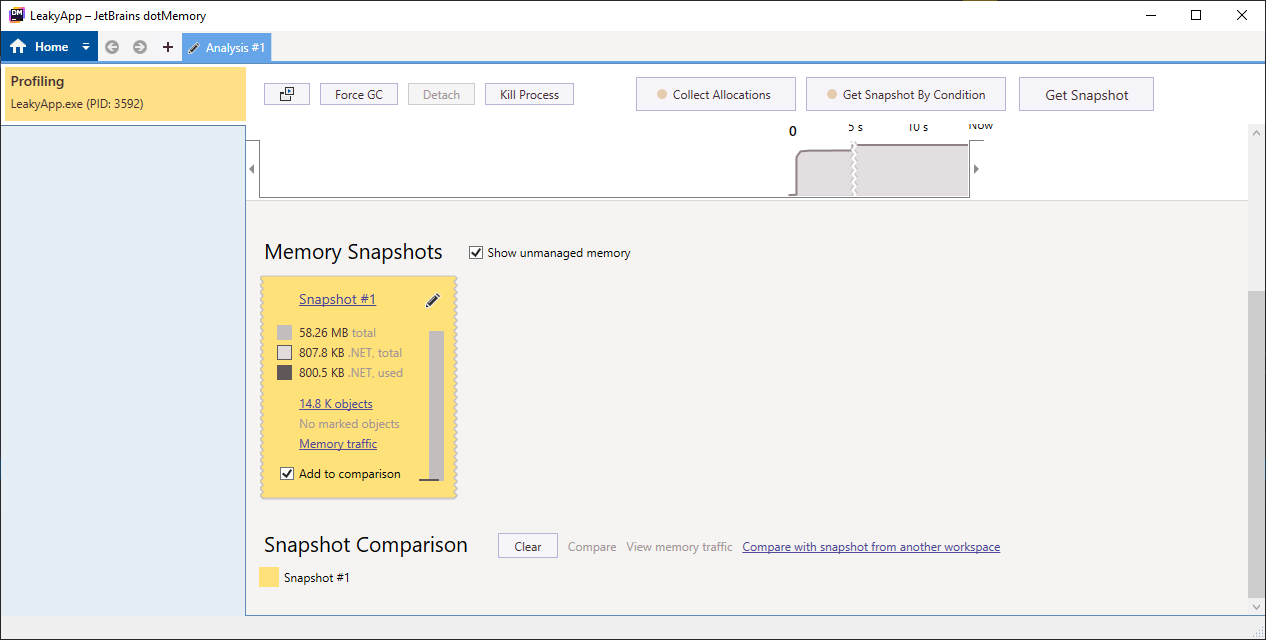 LeakyApp – JetBrains dotMemory
Home
Analysis #1
Profiling
LeakyApp.exe (PID: 3592)
Force GC
Detach
Kill Process
Collect Allocations
Get Snapshot By Condition
Get Snapshot
0
5 s
10 s
Now
Memory Snapshots
Show unmanaged memory
Snapshot #1
58.26 MB total
807.8 KB .NET, total
800.5 KB .NET, used
14.8 K objects
No marked objects
Memory traffic
Add to comparison
Snapshot Comparison
Clear
Compare
View memory traffic
Compare with snapshot from another workspace
Snapshot #1